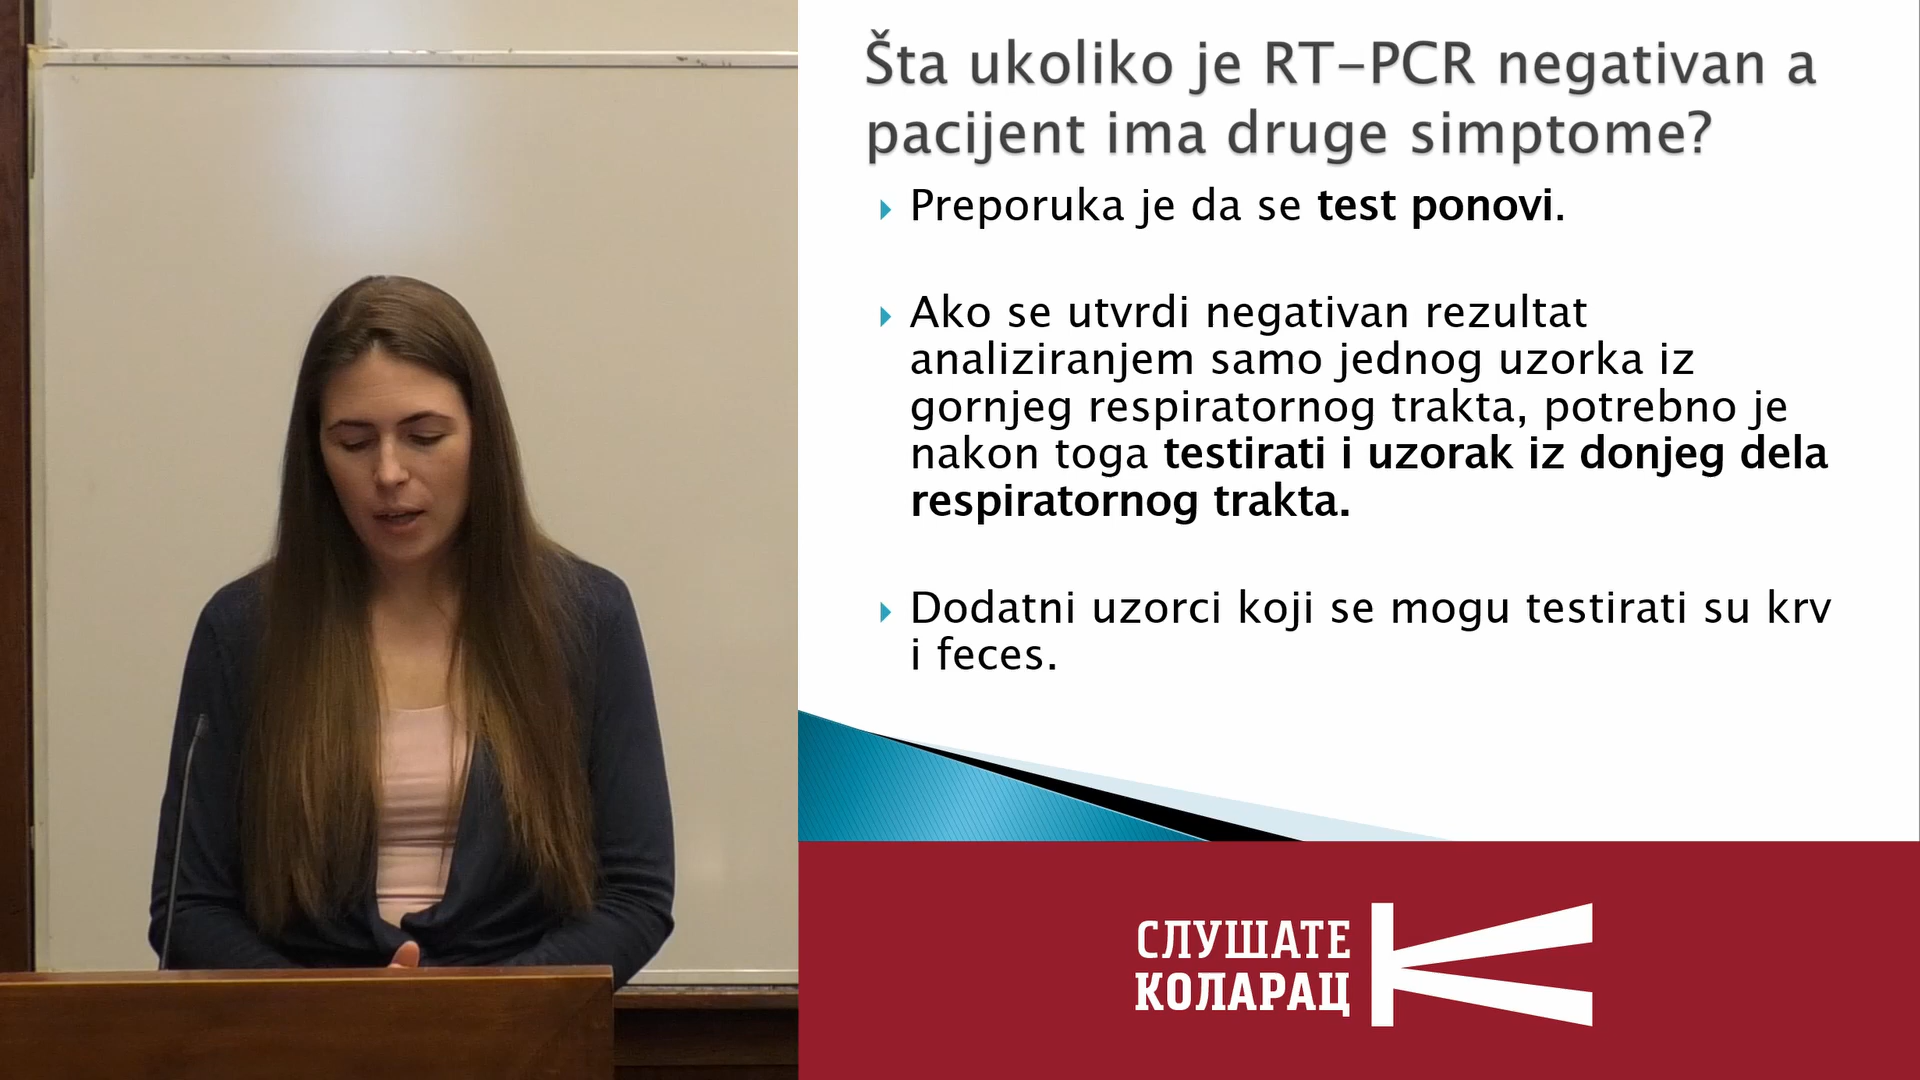 Šta ukoliko je RT-PCR negativan a
pacijent ima druge simptome?
Preporuka je da se test ponovi.
Ako se utvrdi negativan rezultat
analiziranjem samo jednog uzorka iz
gornjeg respiratornog trakta, potrebno je
nakon toga testirati i uzorak iz donjeg dela
respiratornog trakta.
Dodatni uzorci koji se mogu testirati su krv
i feces.
СЛУШАТЕ
КОЛАРАЦ